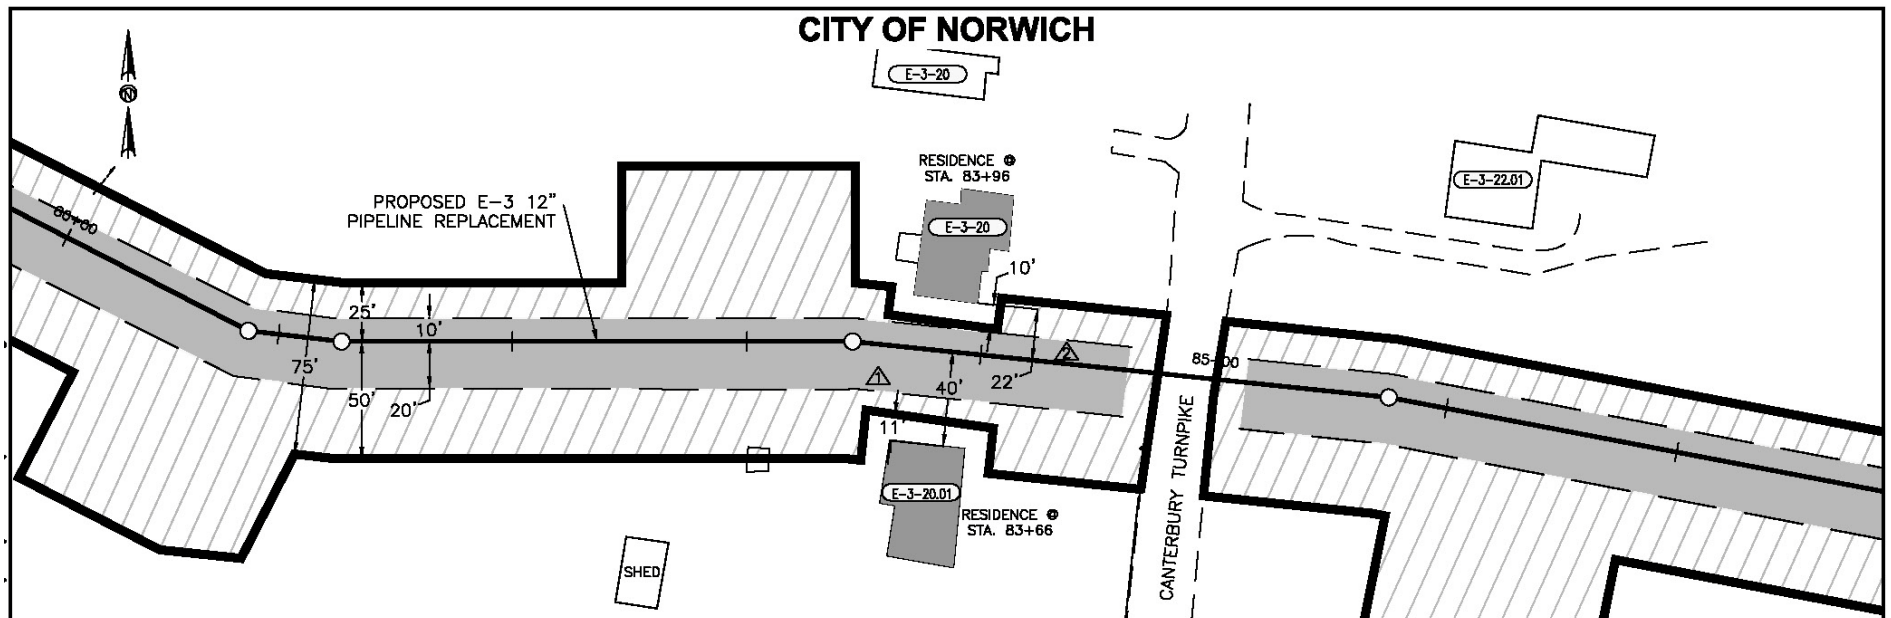 CITY OF NORWICH
E-3-20
N
RESIDENCE @
STA. 83+96
E-3-20
E-3-22.01
PROPOSED E-3 12"
PIPELINE REPLACEMENT
10'
25'
10'
75'
50'
20'
1
2
40'
22'
11'
85+00
E-3-20.01
RESIDENCE @
STA. 83+66
CANTERBURY TURNPIKE
SHED